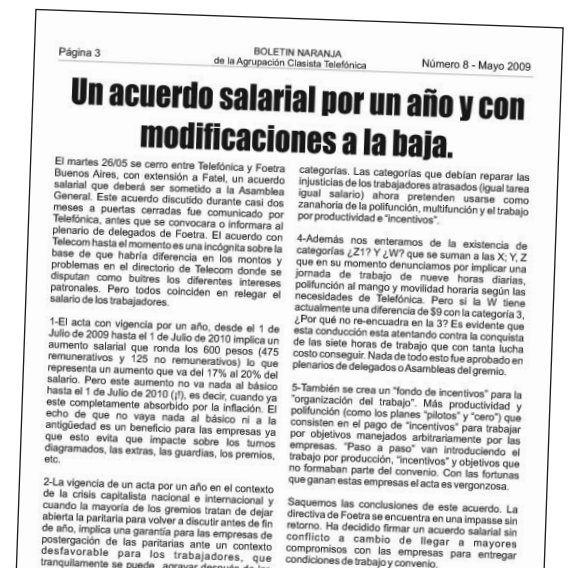 Página 3
BOLETIN NARANJA
de la Agrupación Clasista Telefónica
Número 8 - Mayo 2009
Un acuerdo salarial por un año y con
modificaciones a la baja.
El martes 26/05 se cerro entre Telefónica y Foetra
Buenos Aires, con extensión a Fatel, un acuerdo
salarial que deberá ser sometido a la Asamblea
General. Este acuerdo discutido durante casi dos
meses a puertas cerradas fue comunicado por
Telefónica, antes que se convocara o informara al
plenario de delegados de Foetra. El acuerdo con
Telecom hasta el momento es una incógnita sobre la
base de que habría diferencia en los montos y
problemas en el directorio de Telecom donde se
disputan como buitres los diferentes intereses
patronales. Pero todos coinciden en relegar el
salario de los trabajadores.
1-El acta con vigencia por un año, desde el 1 de
Julio de 2009 hasta el 1 de Julio de 2010 implica un
aumento salarial que ronda los 600 pesos (475
remunerativos y 125 no remunerativos) lo que
representa un aumento que va del 17% al 20% del
salario. Pero este aumento no va nada al básico
hasta el 1 de Julio de 2010 (¡!), es decir, cuando ya
este completamente absorbido por la inflación. El
echo de que no vaya nada al básico ni a la
antigüedad es un beneficio para las empresas ya
que esto evita que impacte sobre los turnos
diagramados, las extras, las guardias, los premios,
etc.
2-La vigencia de un acta por un año en el contexto
de la crisis capitalista nacional e internacional y
cuando la mayoría de los gremios tratan de dejar
abierta la paritaria para volver a discutir antes de fin
de año, implica una garantía para las empresas de
postergación de las paritarias ante un contexto
desfavorable para los trabajadores, que
tranquilamente se puede agravar después de
categorías. Las categorías que debían reparar las
injusticias de los trabajadores atrasados (igual tarea
igual salario) ahora pretenden usarse como
zanahoria de la polifunción, multifunción y el trabajo
por productividad e "incentivos".
4-Además nos enteramos de la existencia de
categorías ¿Z1? Y ¿W? que se suman a las X; Y, Z
que en su momento denunciamos por implicar una
jornada de trabajo de nueve horas diarias,
polifunción al mango y movilidad horaria según las
necesidades de Telefónica. Pero si la W tiene
actualmente una diferencia de $9 con la categoría 3,
¿Por qué no re-encuadra en la 3? Es evidente que
esta conducción esta atentando contra la conquista
de las siete horas de trabajo que con tanta lucha
costo conseguir. Nada de todo esto fue aprobado en
plenarios de delegados o Asambleas del gremio.
5-También se crea un "fondo de incentivos" para la
"organización del trabajo". Más productividad y
polifunción (como los planes "pilotos" y "cero") que
consisten en el pago de "incentivos" para trabajar
por objetivos manejados arbitrariamente por las
empresas. "Paso a paso" van introduciendo el
trabajo por producción, "incentivos" y objetivos que
no formaban parte del convenio. Con las fortunas
que ganan estas empresas el acta es vergonzosa.
Saquemos las conclusiones de este acuerdo. La
directiva de Foetra se encuentra en una impasse sin
retorno. Ha decidido firmar un acuerdo salarial sin
conflicto a cambio de llegar a mayores
compromisos con las empresas para entregar
condiciones de trabajo y convenio.